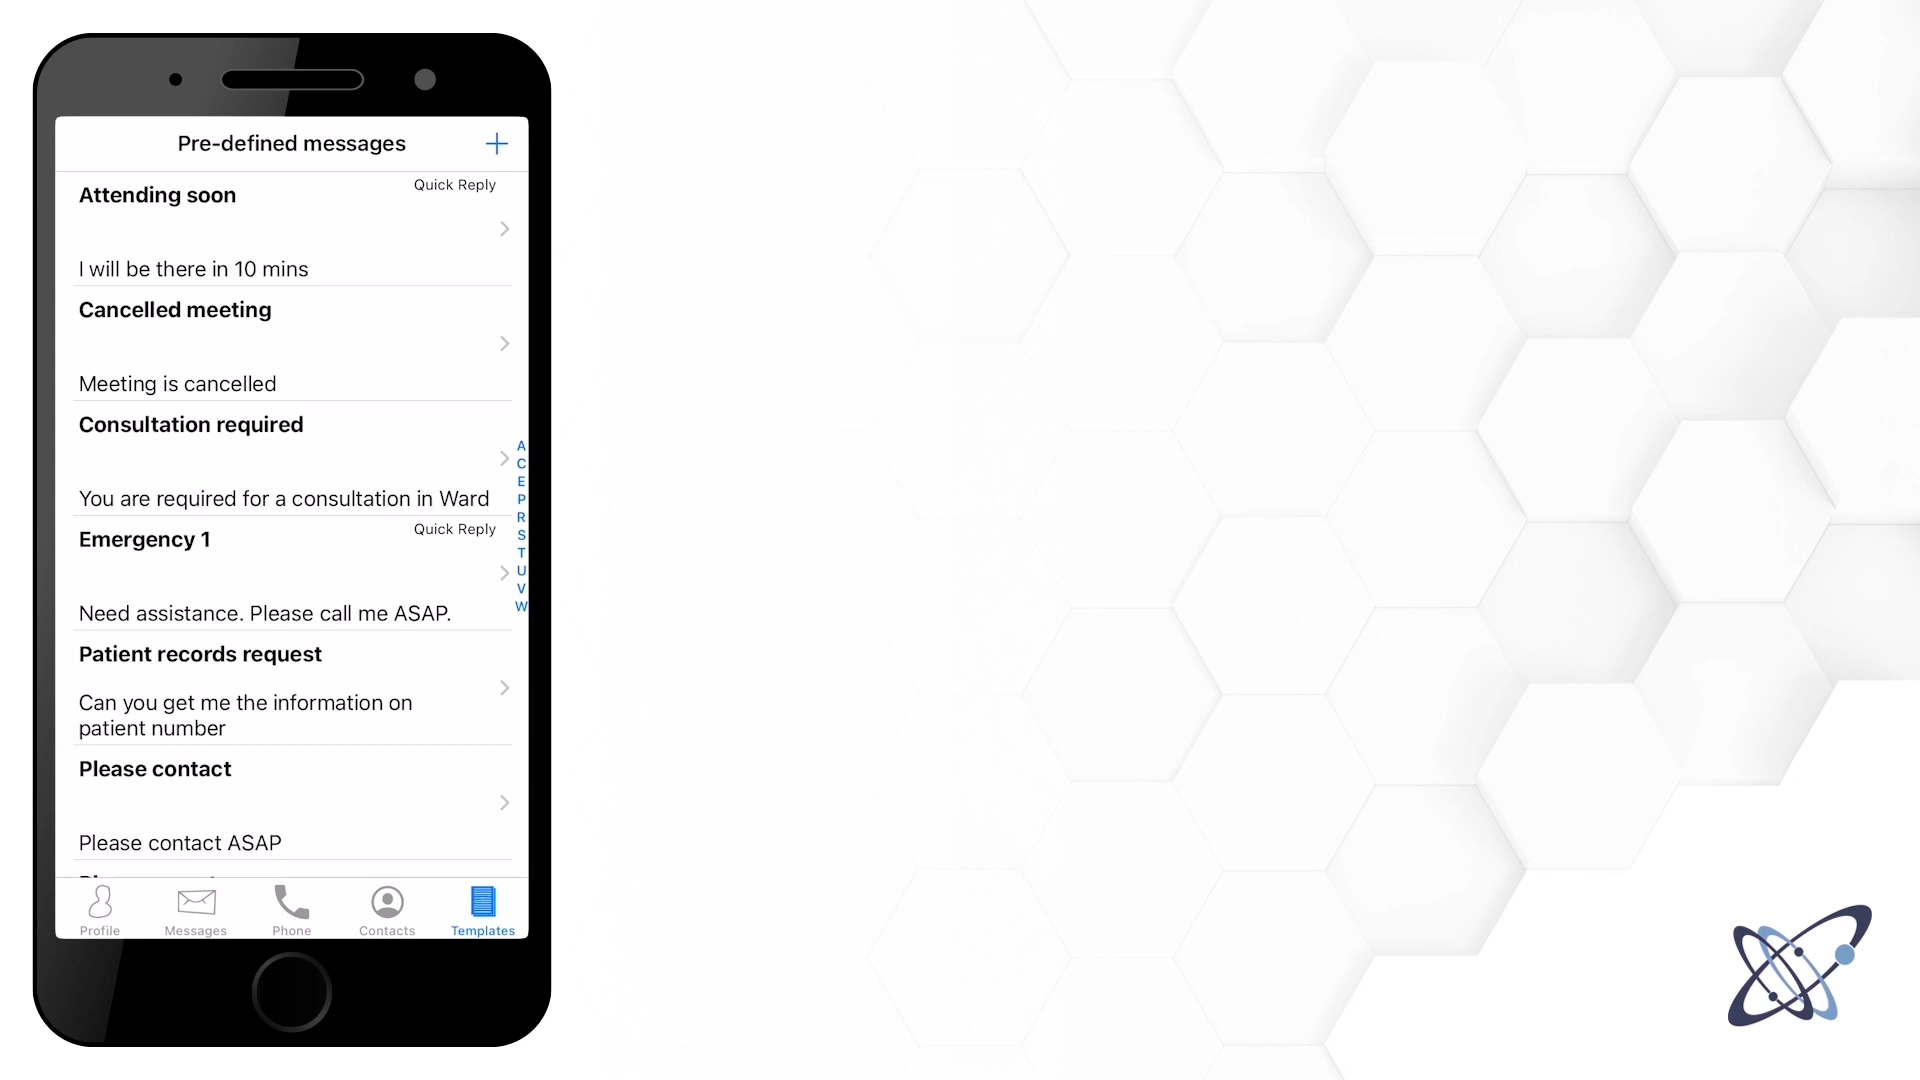 Pre-defined messages
Quick Reply
Attending soon
I will be there in 10 mins
Cancelled meeting
Meeting is cancelled
Consultation required
You are required for a consultation in Ward
Quick Reply
Emergency 1
Need assistance. Please call me ASAP.
Patient records request
Can you get me the information on
patient number
Please contact
Please contact ASAP
A
C
E
P
R
S
T
U
V
W
Profile
Messages
Phone
Contacts
Templates